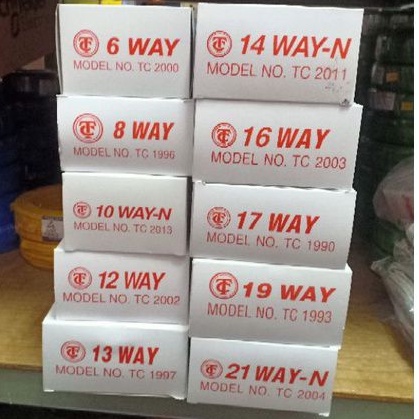 6 WAY
MODEL NO. TC 2000
8 WAY
MODEL NO. TC 1996
10 WAY-N
MODEL NO. TC 2013
12 WAY
MODEL NO. TC 2002
13 WAY
MODEL NO. TC 1997
14 WAY-N
MODEL NO. TC 2011
16 WAY
MODEL NO. TC 2003
17 WAY
MODEL NO. TC 1990
19 WAY
MODEL NO. TC 1993
21 WAY-N
MODEL NO. TC 2004